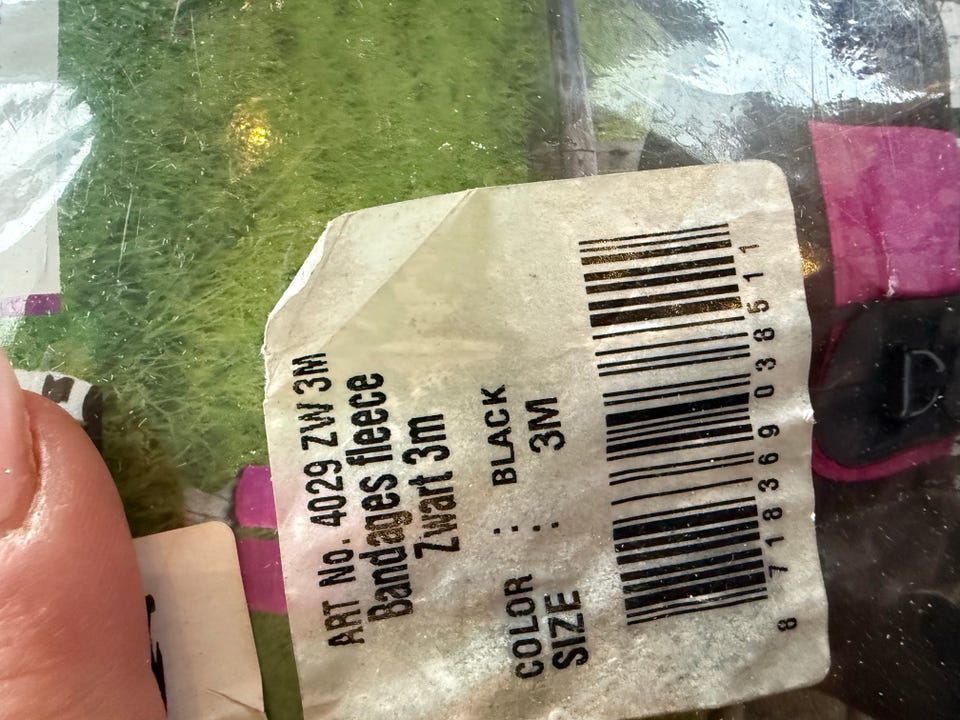 ART No. 4029 ZW 3M
Bandages fleece
Zwart 3m
COLOR : BLACK
SIZE : 3M
8 718369 038511